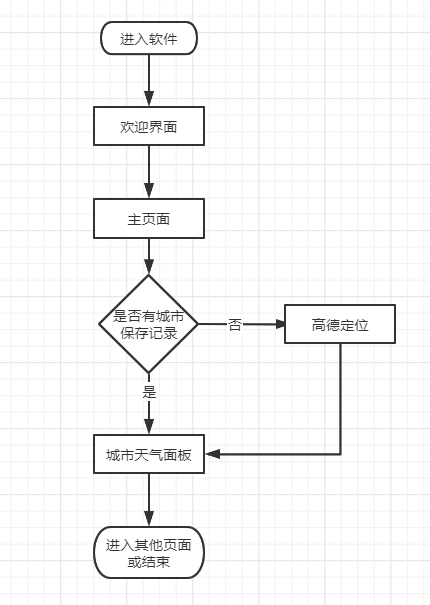 进入软件
欢迎界面
主页面
是否有城市
保存记录
否
高德定位
是
城市天气面板
进入其他页面
或结束